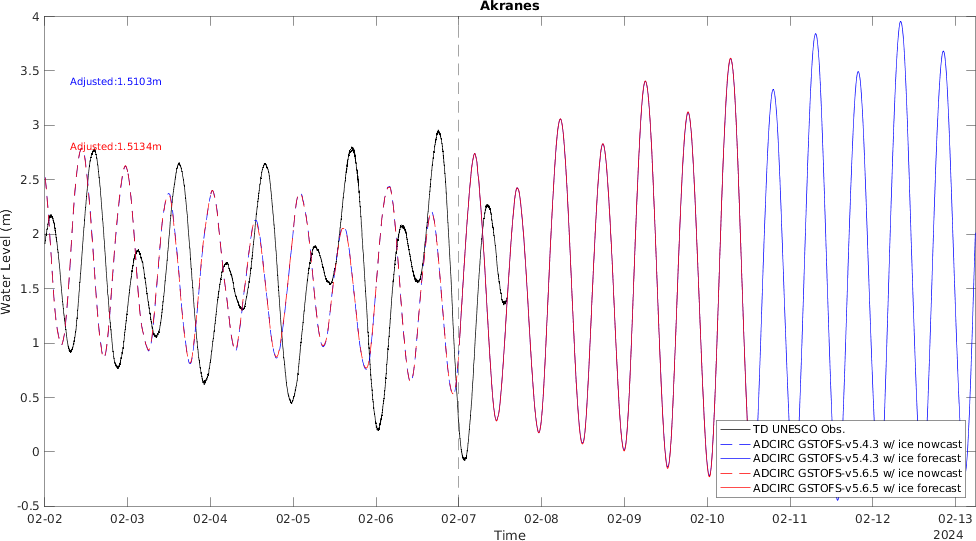 Akranes
4
3.5
3
2.5
2
1.5
1
0.5
0
-0.5
Water Level (m)
Adjusted:1.5103m
Adjusted:1.5134m
TD UNESCO Obs.
ADCIRC GSTOFS-v5.4.3 w/ ice nowcast
ADCIRC GSTOFS-v5.4.3 w/ ice forecast
ADCIRC GSTOFS-v5.6.5 w/ ice nowcast
ADCIRC GSTOFS-v5.6.5 w/ ice forecast
02-02 02-03 02-04 02-05 02-06 02-07 02-08 02-09 02-10 02-11 02-12 02-13
Time
2024